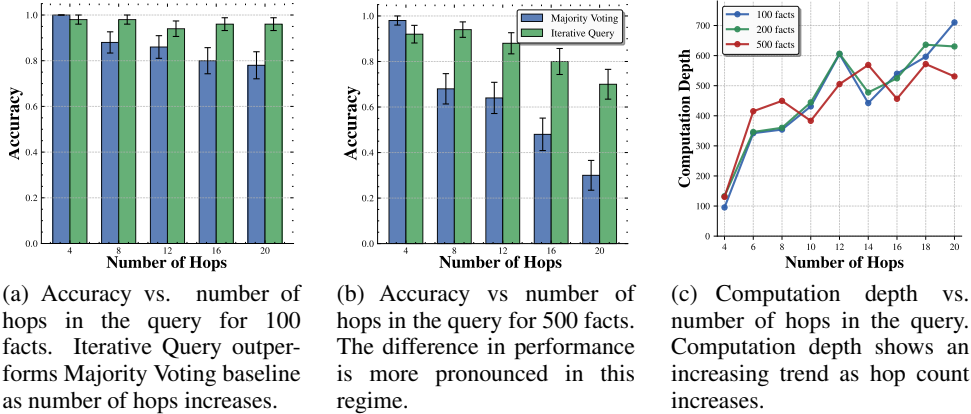 Accuracy
1.0
0.8
0.6
0.4
0.2
0.0
4
8
12
16
20
Number of Hops
Accuracy
1.0
0.8
0.6
0.4
0.2
0.0
Majority Voting
Iterative Query
4
8
12
16
20
Number of Hops
Computation Depth
700
600
500
400
300
200
100
0
100 facts
200 facts
500 facts
4
6
8
10
12
14
16
18
20
Number of Hops
(a) Accuracy vs. number of
hops in the query for 100
facts. Iterative Query outper-
forms Majority Voting baseline
as number of hops increases.
(b) Accuracy vs number of
hops in the query for 500 facts.
The difference in performance
is more pronounced in this
regime.
(c) Computation depth vs.
number of hops in the query.
Computation depth shows an
increasing trend as hop count
increases.